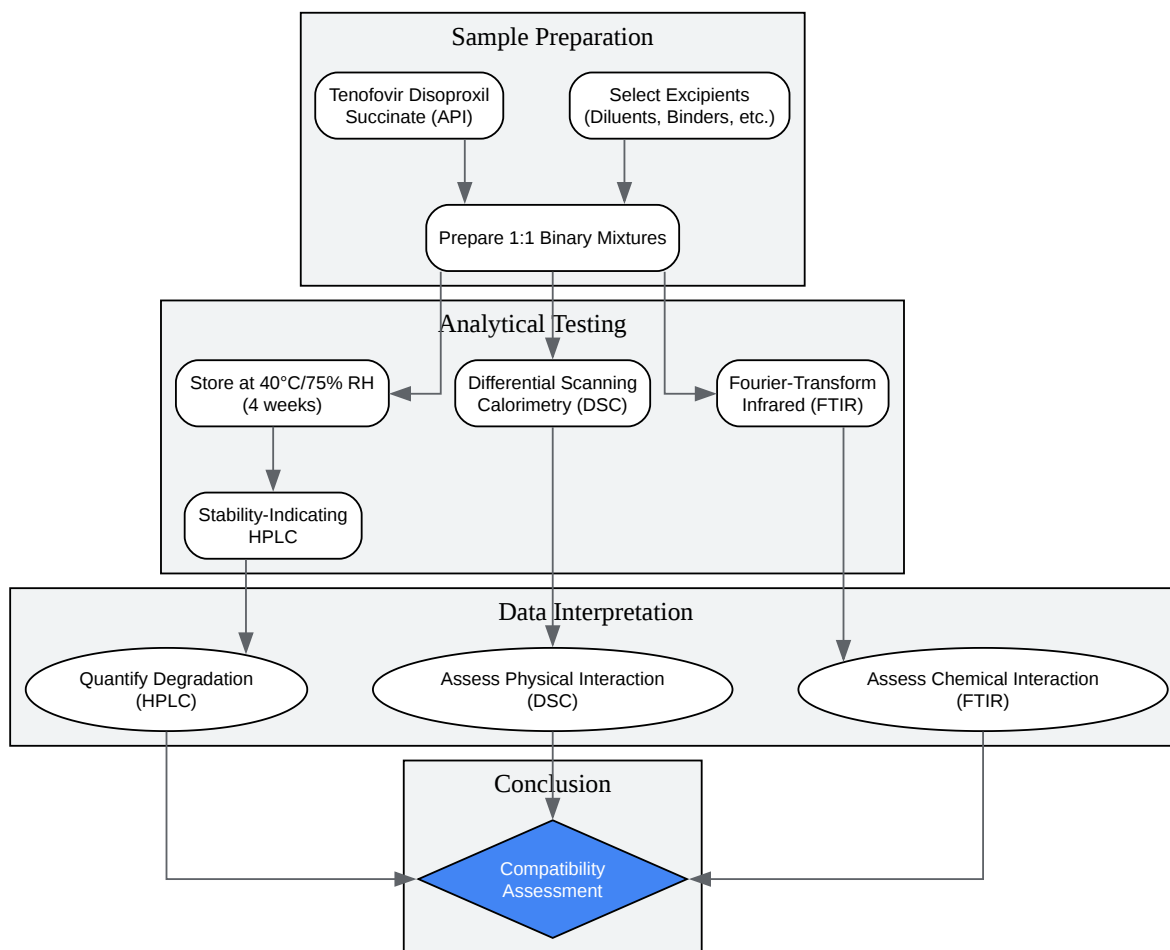 Sample Preparation
Tenofovir Disoproxil
Succinate (API)
Select Excipients
(Diluents, Binders, etc.)
Prepare 1:1 Binary Mixtures
Analytical Testing
Store at 40°C/75% RH
(4 weeks)
Differential Scanning
Calorimetry (DSC)
Fourier-Transform
Infrared (FTIR)
Stability-Indicating
HPLC
Data Interpretation
Quantify Degradation
(HPLC)
Assess Physical Interaction
(DSC)
Assess Chemical Interaction
(FTIR)
Conclusion
Compatibility
Assessment